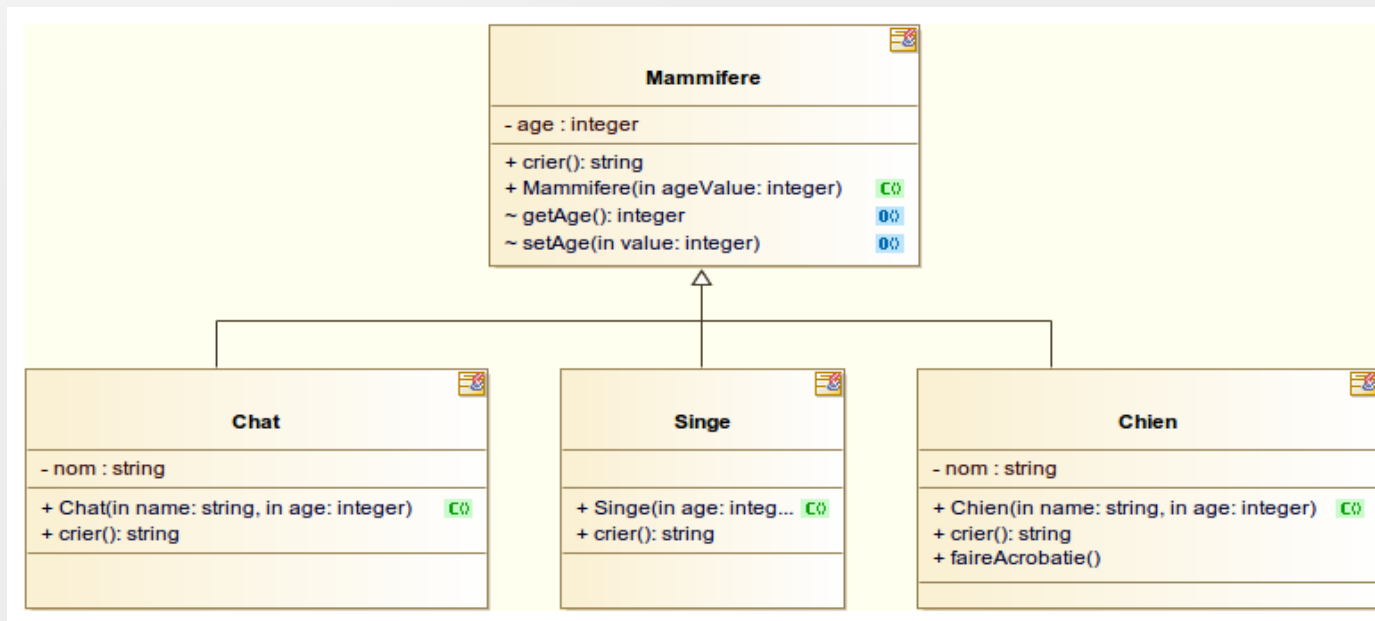 Mammifere
- age : integer
+ crier(): string
+ Mammifere(in ageValue: integer) C()
~ getAge(): integer 0()
~ setAge(in value: integer) 0()
Chat
- nom : string
+ Chat(in name: string, in age: integer) C()
+ crier(): string
Singe
+ Singe(in age: integ... C()
+ crier(): string
Chien
- nom : string
+ Chien(in name: string, in age: integer) C()
+ crier(): string
+ faireAcrobatie()